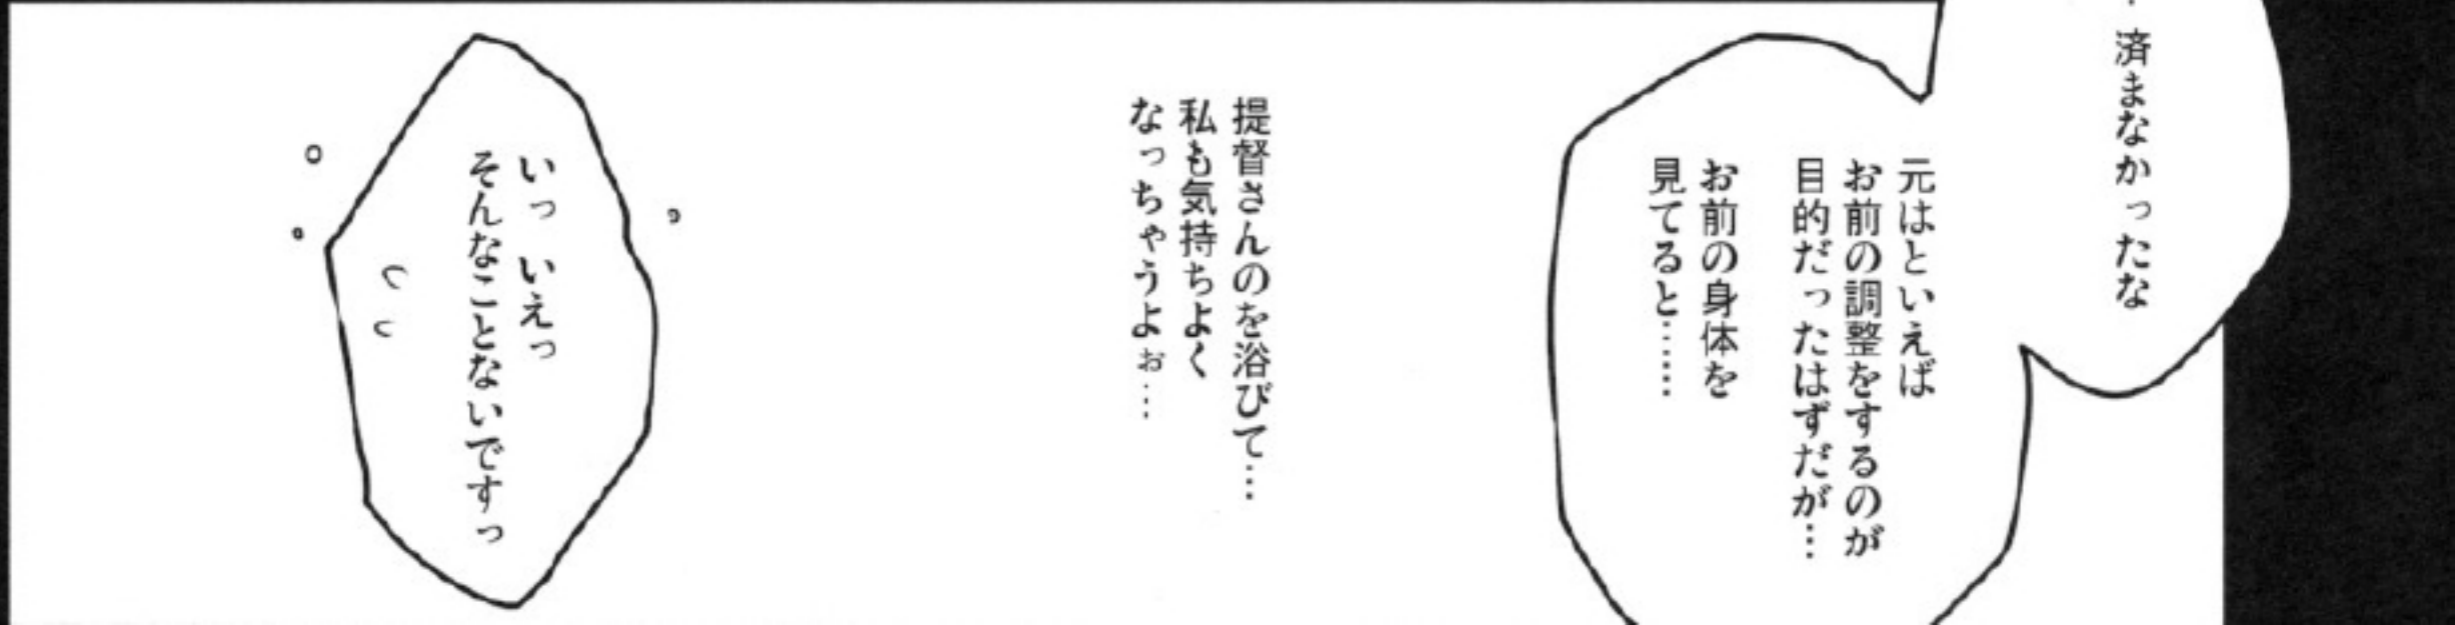 済まなかったな
元はといえば
お前の調整をするのが
目的だったはずだが…
お前の身体を
見てると……
提督さんのを浴びて…
私も気持ちよく
なっちゃうよぉ…
いっ いえっ
そんなことないですっ